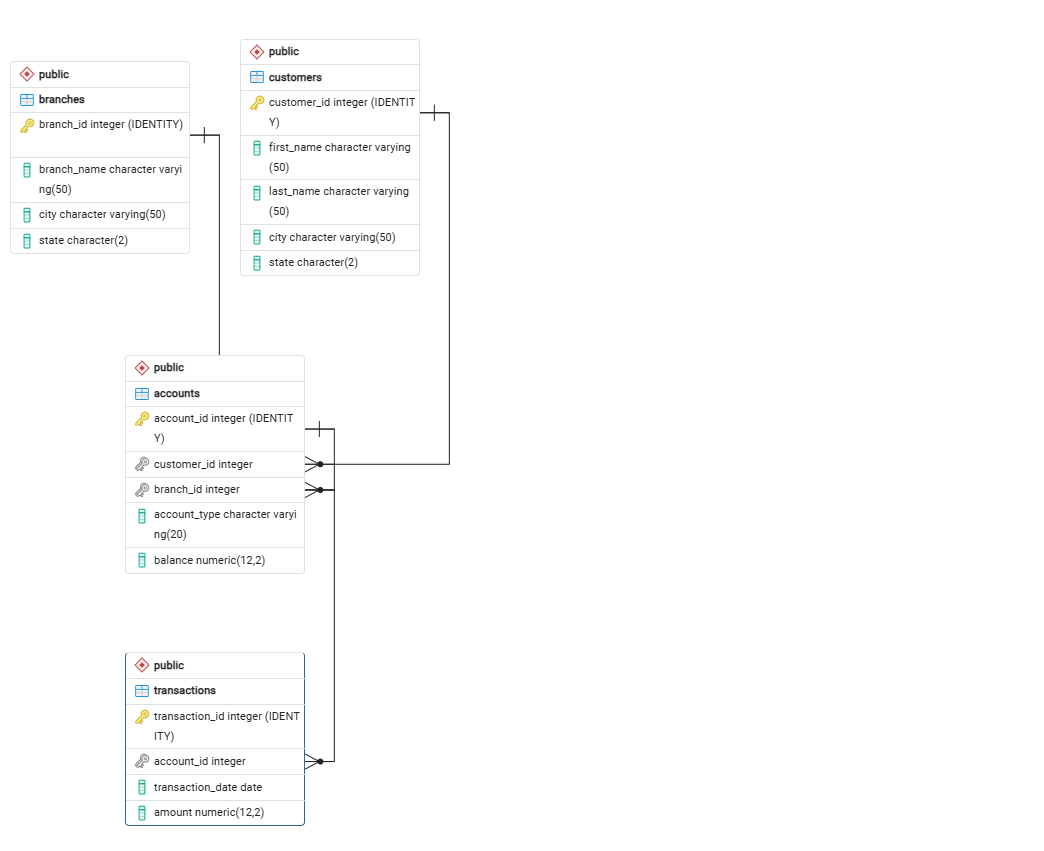 public
branches
branch_id integer (IDENTITY)
branch_name character varyi
ng(50)
city character varying(50)
state character(2)
public
customers
customer_id integer (IDENTIT
Y)
first_name character varying
(50)
last_name character varying
(50)
city character varying(50)
state character(2)
public
accounts
account_id integer (IDENTIT
Y)
customer_id integer
branch_id integer
account_type character varyi
ng(20)
balance numeric(12,2)
public
transactions
transaction_id integer (IDENT
ITY)
account_id integer
transaction_date date
amount numeric(12,2)